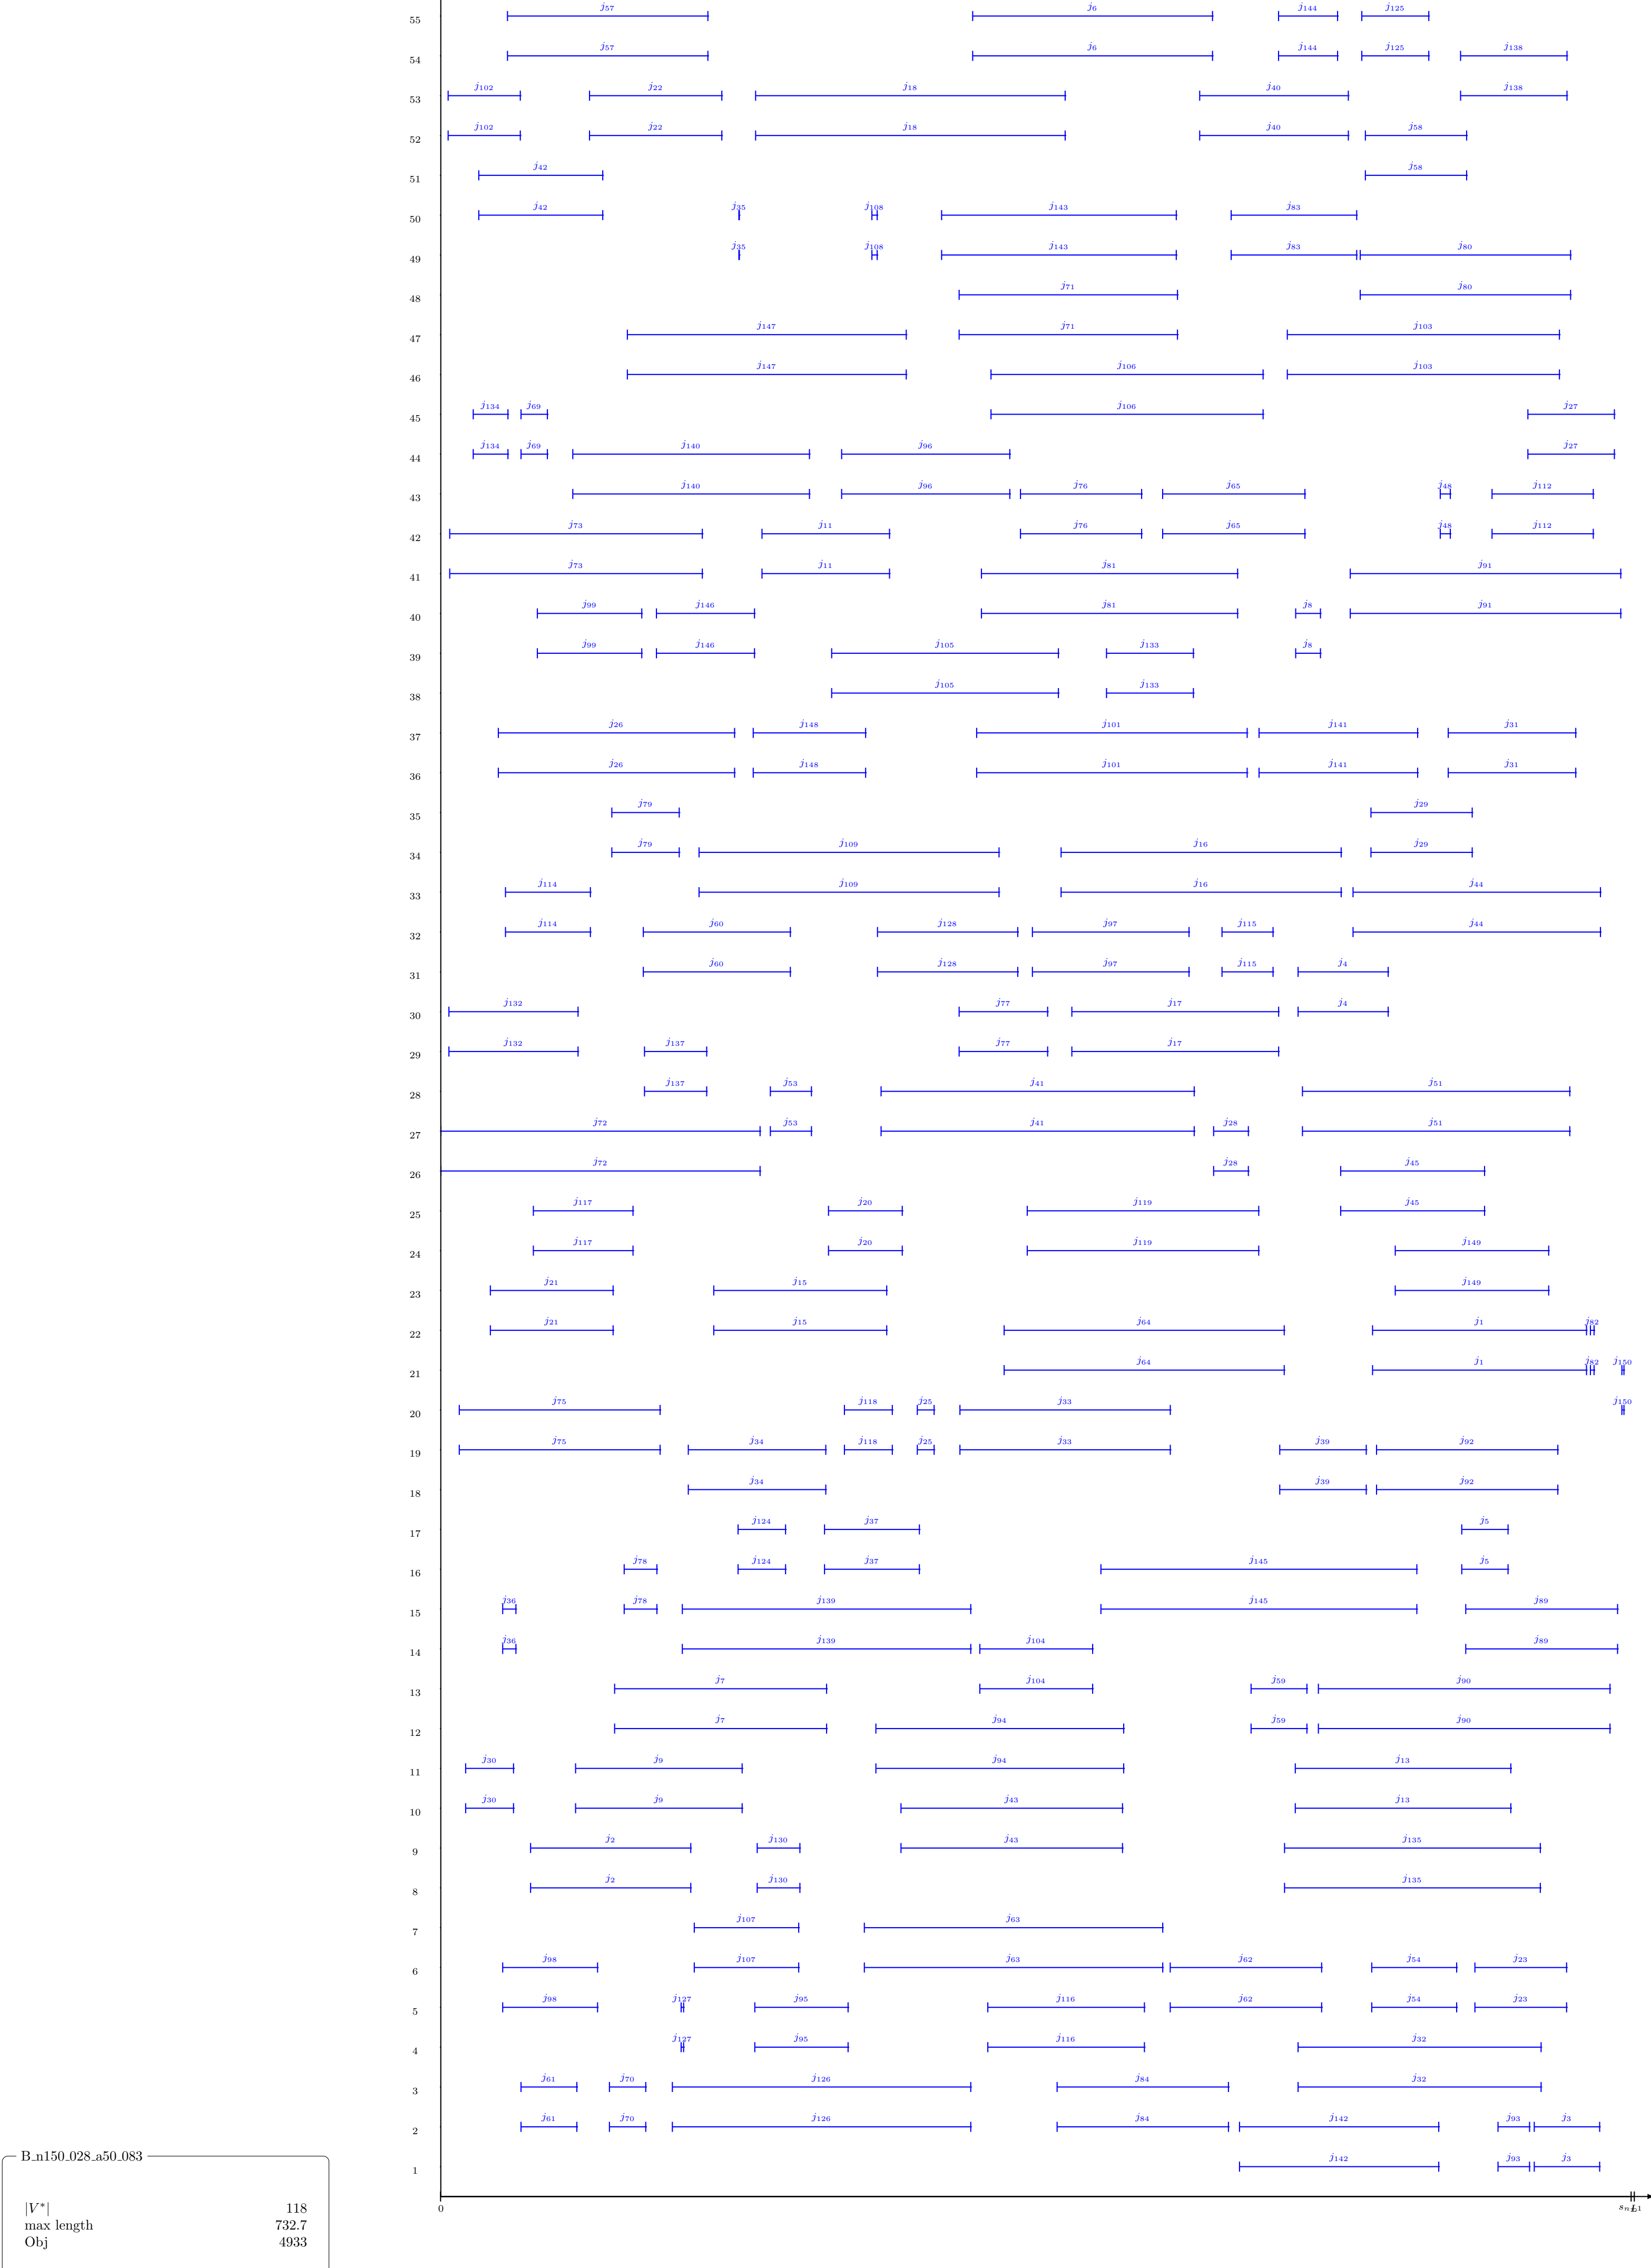 55 j57 j6 j144 j125
54 j57 j6 j144 j125 j138
53 j102 j22 j18 j40 j138
52 j102 j22 j18 j40 j58
51 j42 j58
50 j42 j35 j108 j143 j83
49 j35 j108 j143 j83 j80
48 j71 j80
47 j147 j71 j103
46 j147 j106 j103
45 j134 j69 j106 j27
44 j134 j69 j140 j96 j27
43 j140 j96 j76 j65 j48 j112
42 j73 j11 j76 j65 j48 j112
41 j73 j11 j81 j91
40 j99 j146 j81 j8 j91
39 j99 j146 j105 j133 j8
38 j105 j133
37 j26 j148 j101 j141 j31
36 j26 j148 j101 j141 j31
35 j79 j29
34 j79 j109 j16 j29
33 j114 j109 j16 j44
32 j114 j60 j128 j97 j115 j44
31 j60 j128 j97 j115 j4
30 j132 j77 j17 j4
29 j132 j137 j77 j17
28 j137 j53 j41 j51
27 j72 j53 j41 j28 j51
26 j72 j28 j45
25 j117 j20 j119 j45
24 j117 j20 j119 j149
23 j21 j15 j149
22 j21 j15 j64 j1 j82
21 j64 j1 j82 j150
20 j75 j118 j25 j33 j150
19 j75 j34 j118 j25 j33 j39 j92
18 j34 j39 j92
17 j124 j37 j5
16 j78 j124 j37 j145 j5
15 j36 j78 j139 j145 j89
14 j36 j139 j104 j89
13 j7 j104 j59 j90
12 j7 j94 j59 j90
11 j30 j9 j94 j13
10 j30 j9 j43 j13
9 j2 j130 j43 j135
8 j2 j130 j135
7 j107 j63
6 j98 j107 j63 j62 j54 j23
5 j98 j127 j95 j116 j62 j54 j23
4 j127 j95 j116 j32
3 j61 j70 j126 j84 j32
2 j61 j70 j126 j84 j142 j93 j3
1 j142 j93 j3
0
B_n150_028_a50_083
|V*| 118
max length 732.7
Obj 4933